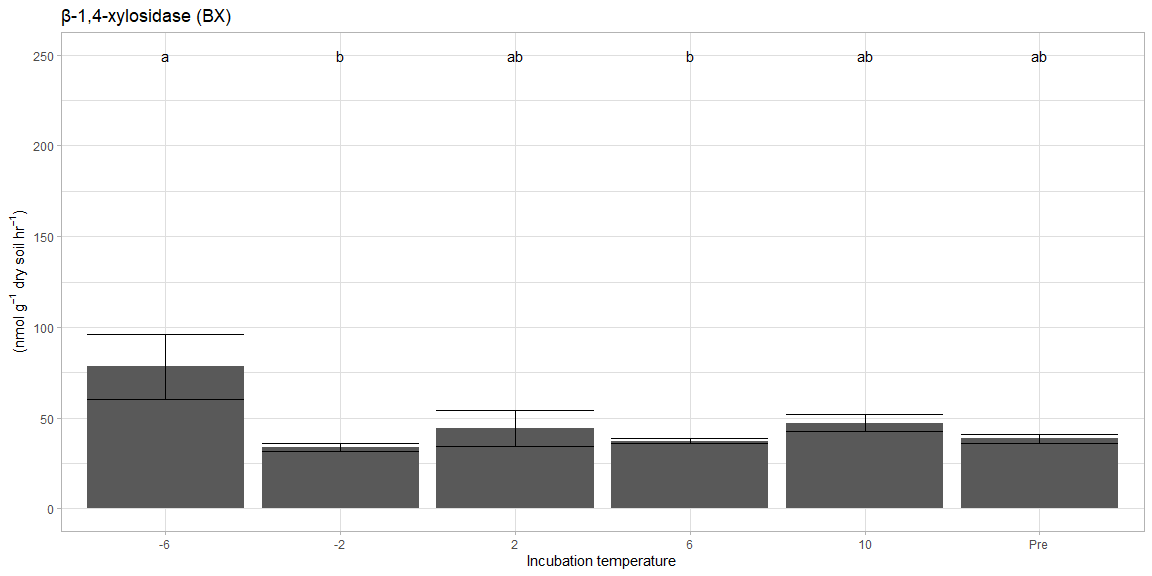 β-1,4-xylosidase (BX)
250
200
150
100
50
0
(nmol g⁻¹ dry soil hr⁻¹)
a b ab b ab ab
-6 -2 2 6 10 Pre
Incubation temperature